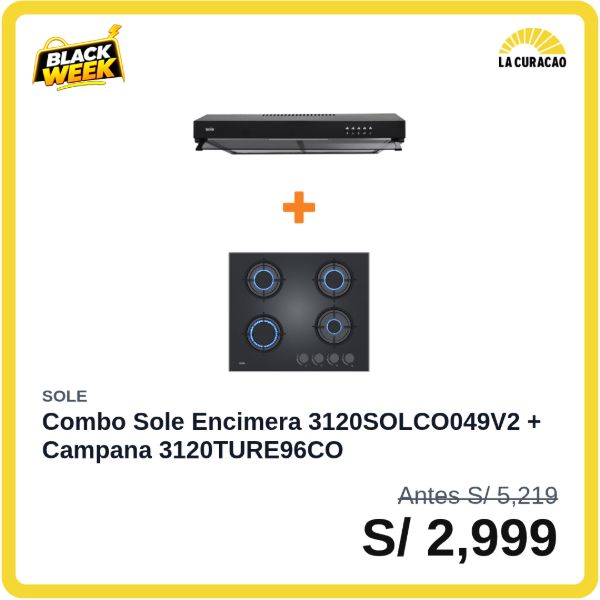 BLACK
WEEK
LA CURACAO
SOLE
Combo Sole Encimera 3120SOLCO049V2 +
Campana 3120TURE96CO
Antes S/ 5,219
S/ 2,999